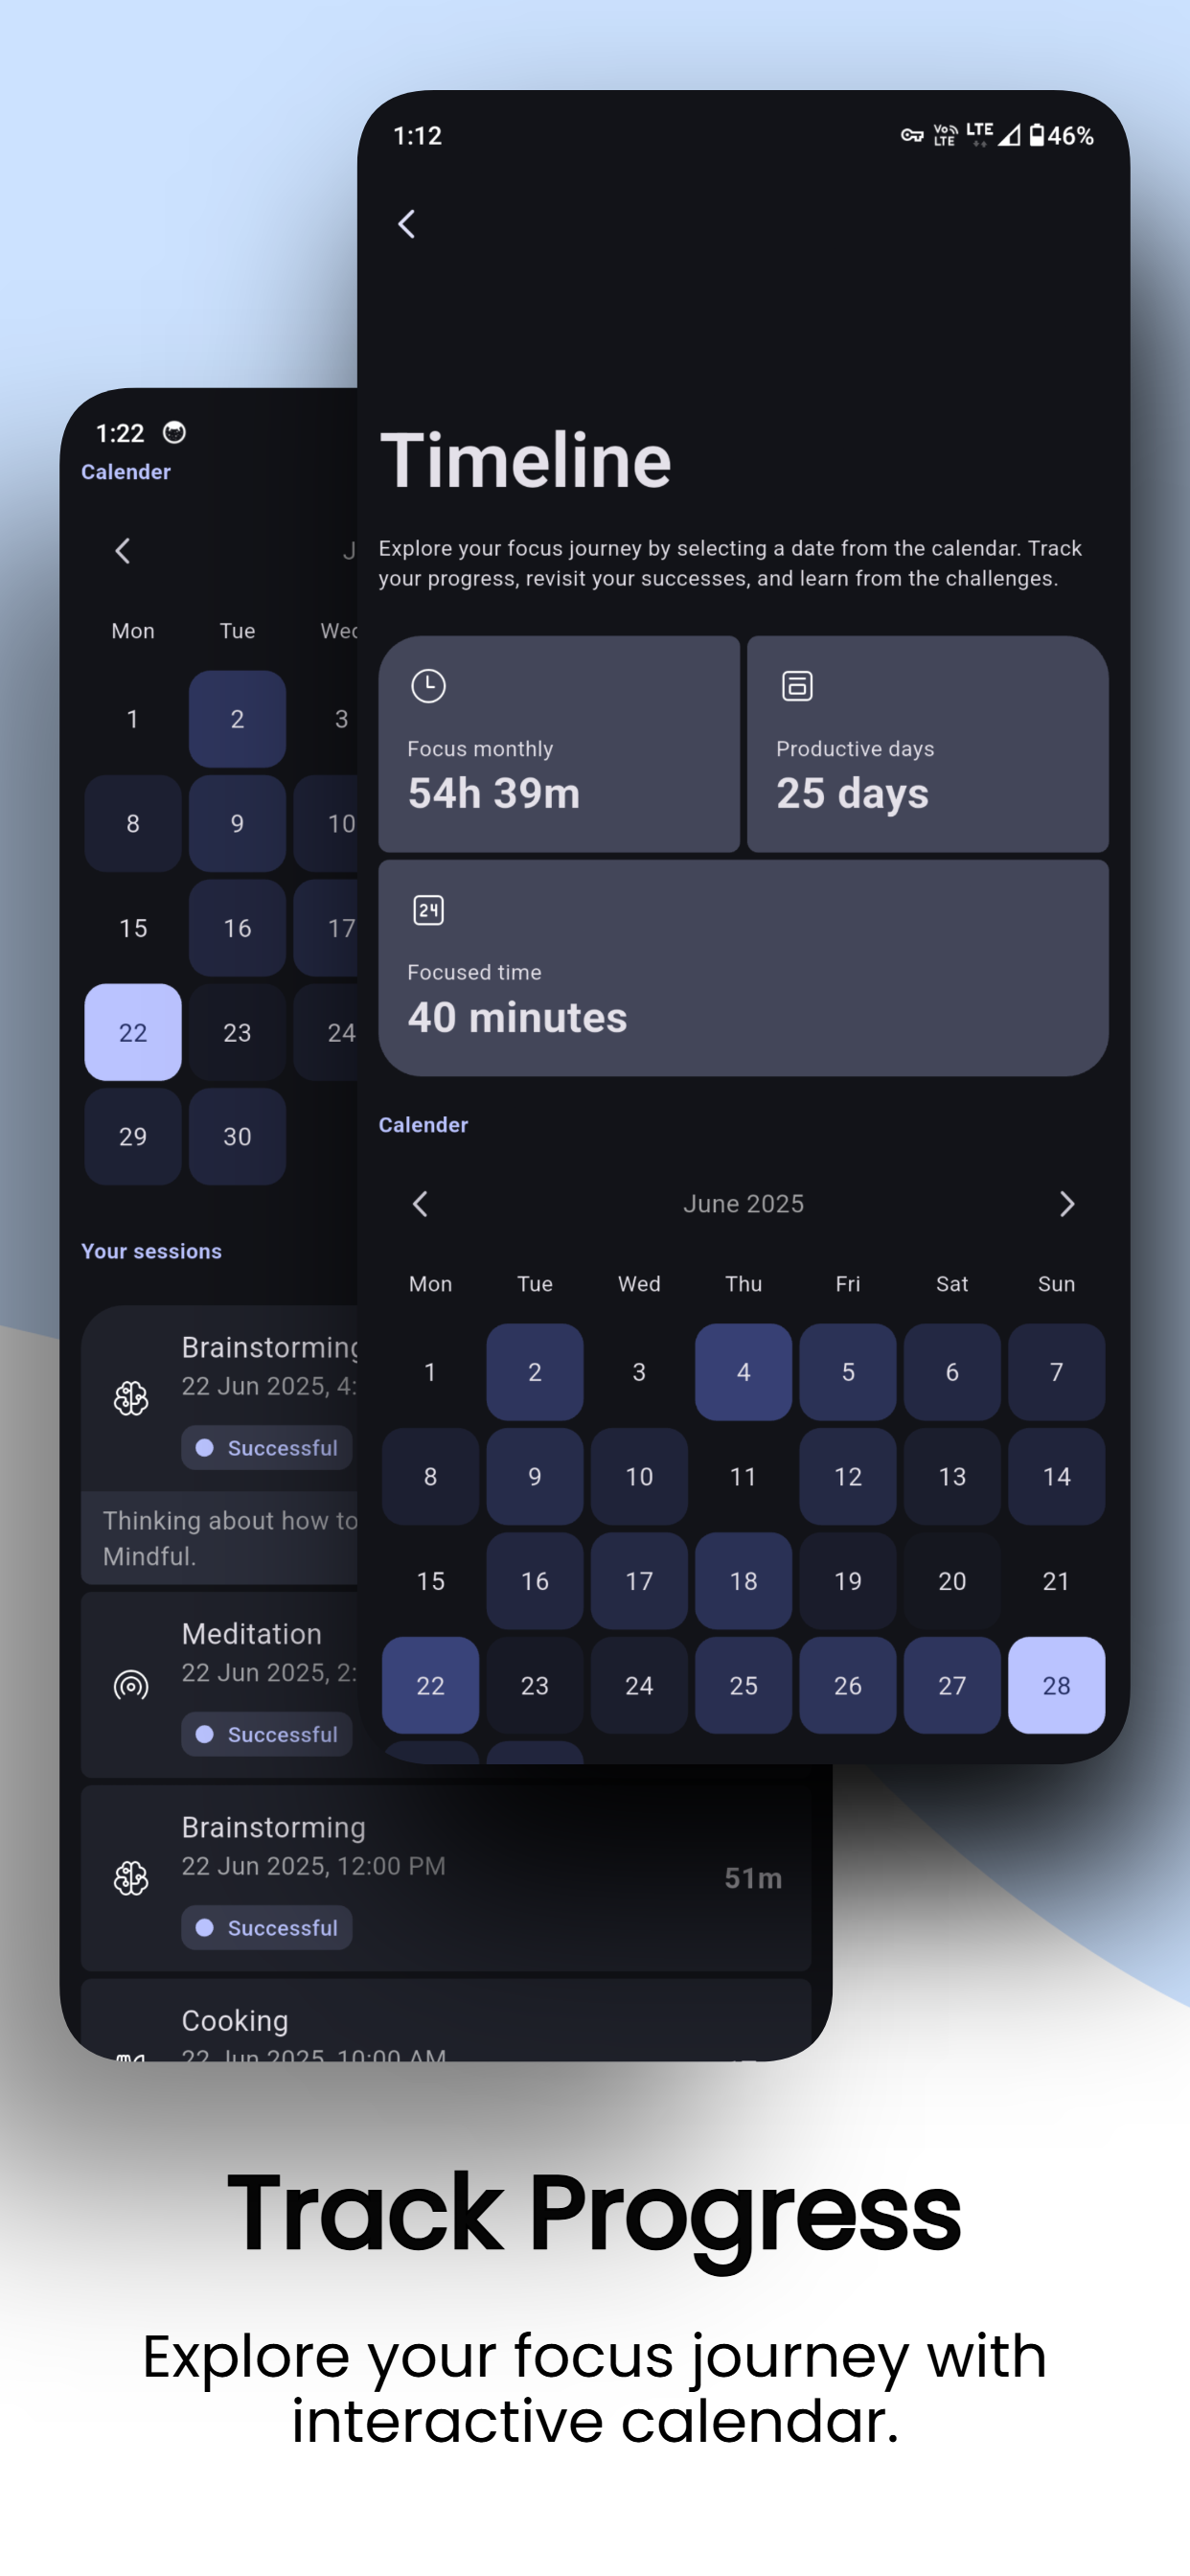 1:12
Vo LTE
LTE
46%
Timeline
Explore your focus journey by selecting a date from the calendar. Track
your progress, revisit your successes, and learn from the challenges.
Focus monthly
54h 39m
Productive days
25 days
24
Focused time
40 minutes
Calender
June 2025
Mon Tue Wed Thu Fri Sat Sun
1 2 3 4 5 6 7
8 9 10 11 12 13 14
15 16 17 18 19 20 21
22 23 24 25 26 27 28
1:22
Calender
J
Mon Tue Wed
1 2 3
8 9 10
15 16 17
22 23 24
29 30
Your sessions
Brainstorming
22 Jun 2025, 4:
Successful
Thinking about how to
Mindful.
Meditation
22 Jun 2025, 2:
Successful
Brainstorming
22 Jun 2025, 12:00 PM
51m
Successful
Cooking
22 Jun 2025, 10:00 AM
Track Progress
Explore your focus journey with
interactive calendar.